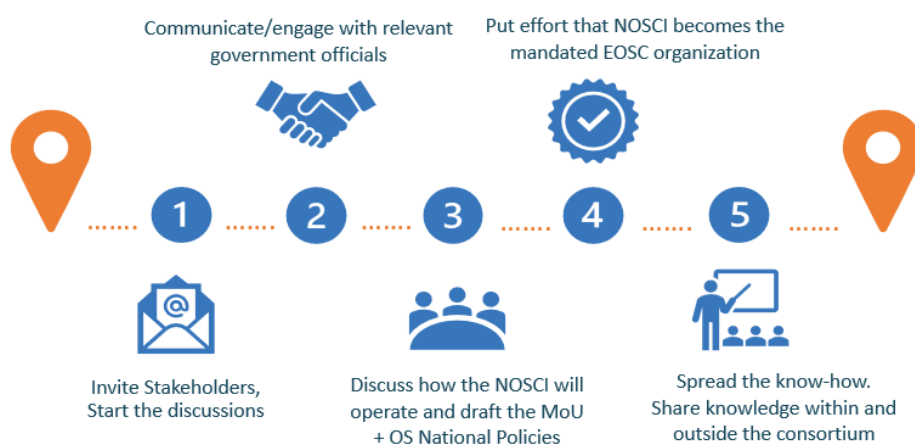 Communicate/engage with relevant
government officials
Put effort that NOSCI becomes the
mandated EOSC organization
1
2
3
4
5
@
Invite Stakeholders,
Start the discussions
Discuss how the NOSCI will
operate and draft the MoU
+ OS National Policies
Spread the know-how.
Share knowledge within and
outside the consortium